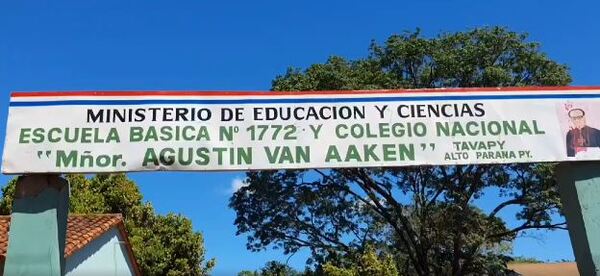 MINISTERIO DE EDUCACION Y CIENCIAS
ESCUELA BASICA Nº 1772 Y COLEGIO NACIONAL
"Mñor. AGUSTIN VAN AAKEN"
TAVAPY
ALTO PARANA PY.